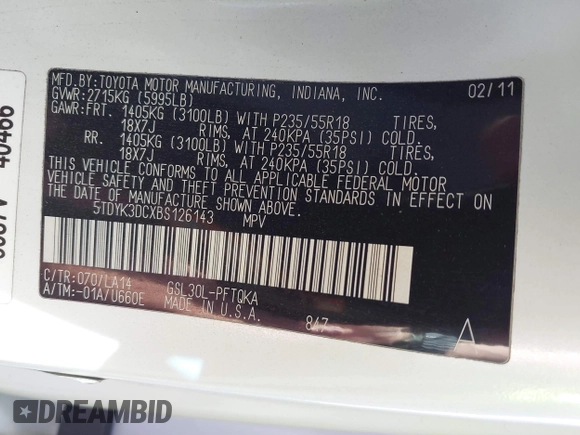 MFD.BY:TOYOTA MOTOR MANUFACTURING, INDIANA, INC. 02/11
GVWR:2715KG (5995LB)
GAWR:FRT. 1405KG (3100LB) WITH P235/55R18 TIRES,
18X7J RIMS, AT 240KPA (35PSI) COLD.
RR. 1405KG (3100LB) WITH P235/55R18 TIRES,
18X7J RIMS, AT 240KPA (35PSI) COLD.
THIS VEHICLE CONFORMS TO ALL APPLICABLE FEDERAL MOTOR
VEHICLE SAFETY AND THEFT PREVENTION STANDARDS IN EFFECT
ON THE DATE OF MANUFACTURE SHOWN ABOVE.
5TDYK3DCXBS126143 MPV
C/TR:070/LA14 GSL30L-PFTQKA
A/TM:-01A/U660E MADE IN U.S.A. 8/7 A
40466
DREAMBID